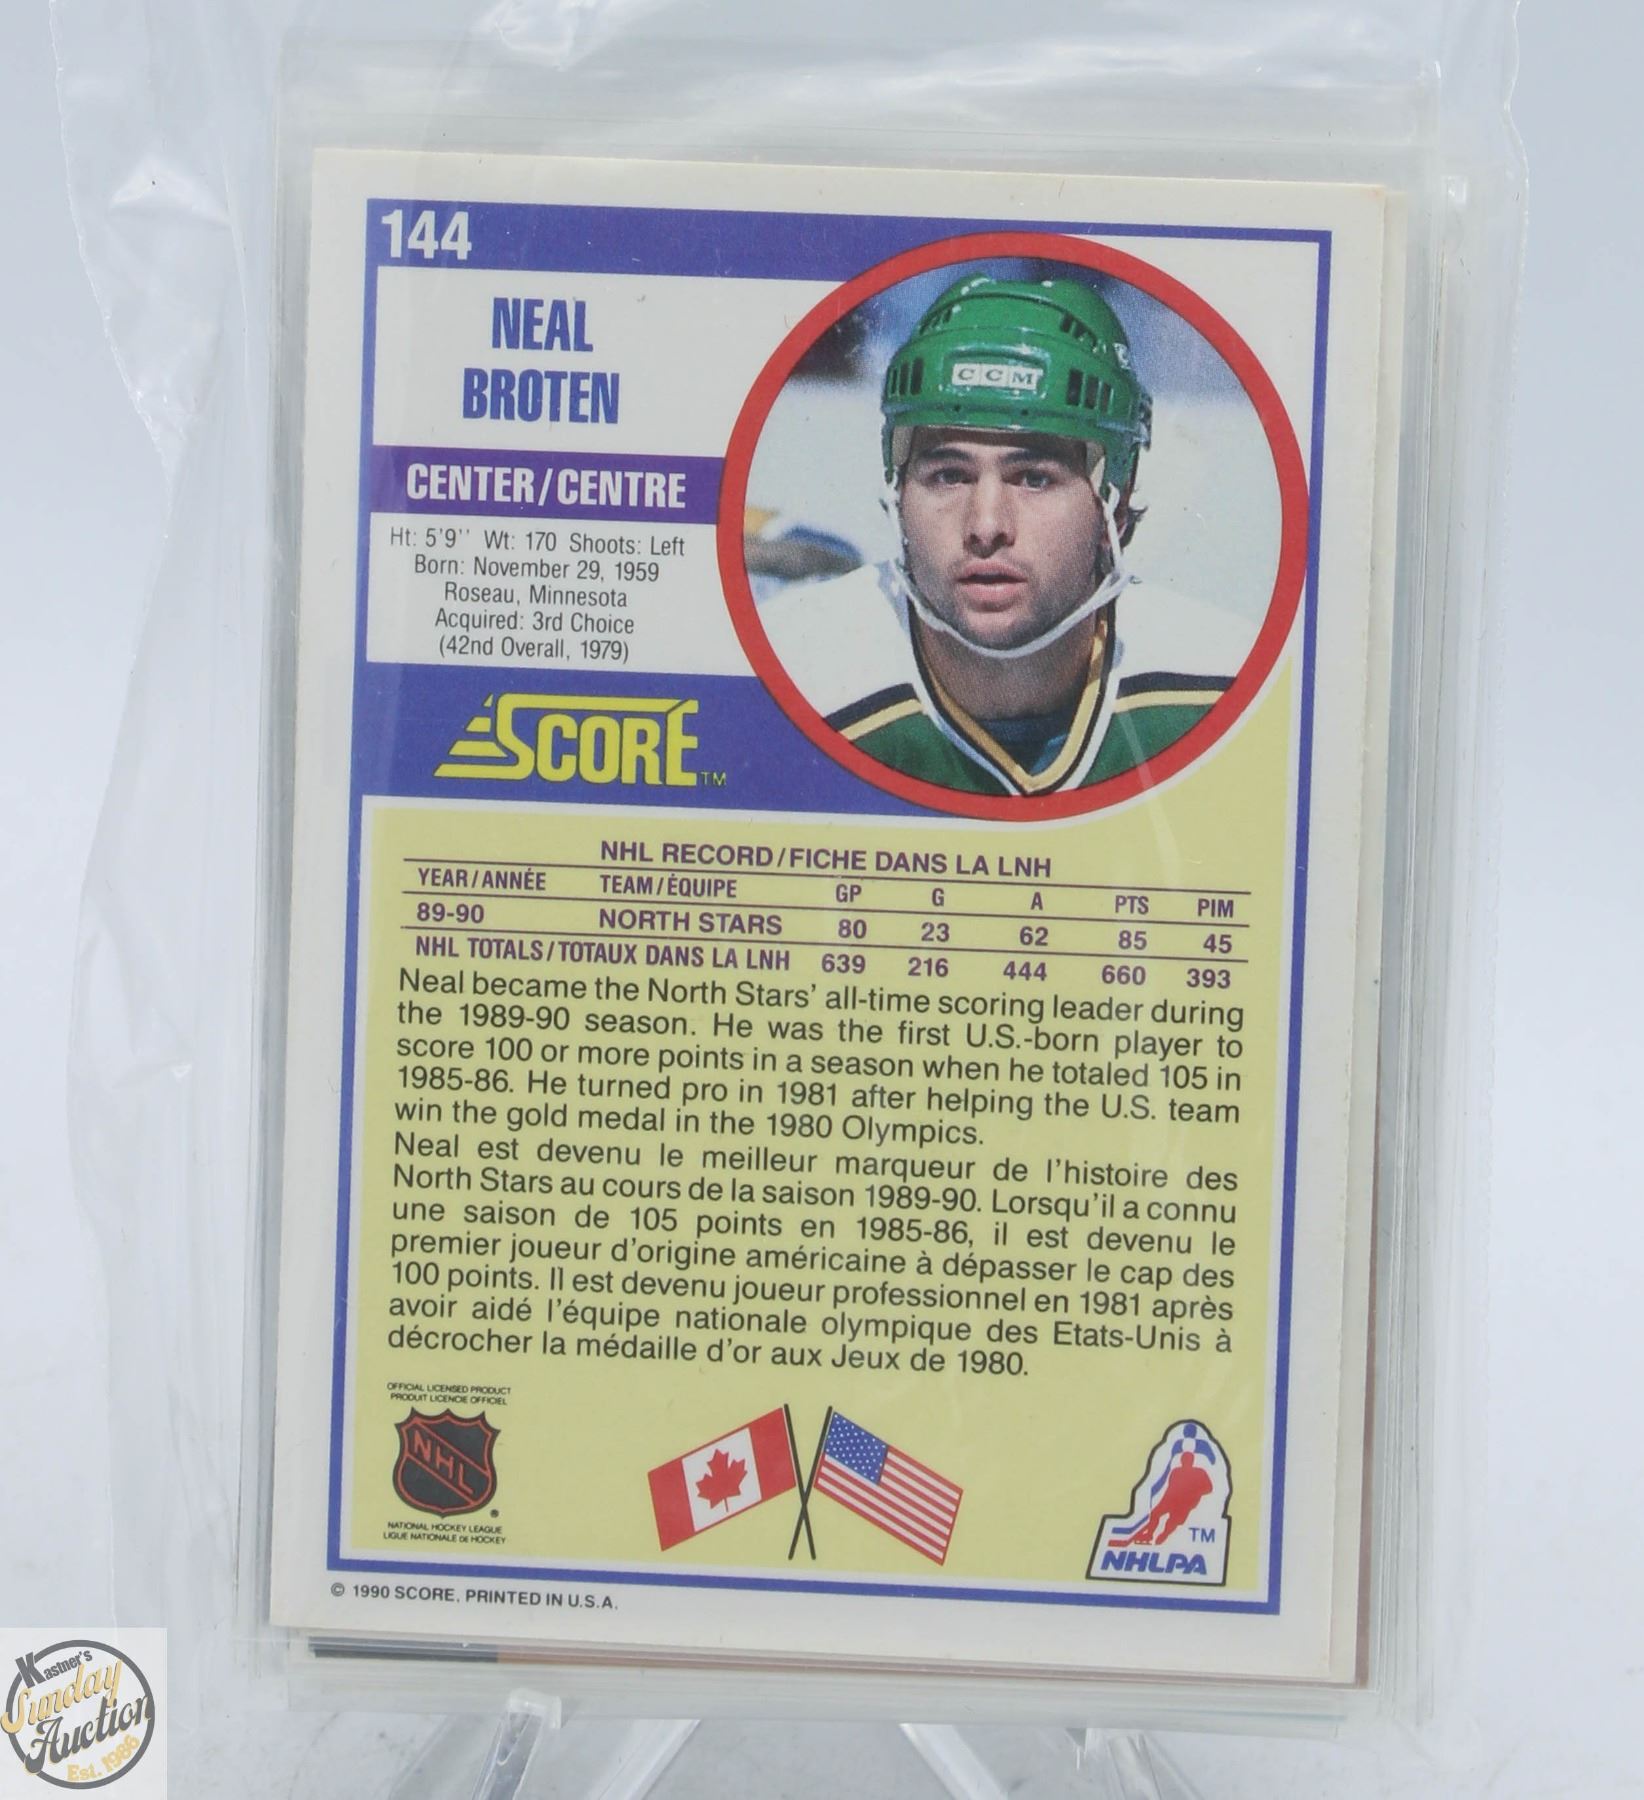 144
NEAL
BROTEN
CCM
CENTER/CENTRE
Ht: 5'9'' Wt: 170 Shoots: Left
Born: November 29, 1959
Roseau, Minnesota
Acquired: 3rd Choice
(42nd Overall, 1979)
SCORE™
NHL RECORD/FICHE DANS LA LNH
YEAR/ANNÉE TEAM/ÉQUIPE GP G A PTS PIM
89-90 NORTH STARS 80 23 62 85 45
NHL TOTALS/TOTAUX DANS LA LNH 639 216 444 660 393
Neal became the North Stars' all-time scoring leader during
the 1989-90 season. He was the first U.S.-born player to
score 100 or more points in a season when he totaled 105 in
1985-86. He turned pro in 1981 after helping the U.S. team
win the gold medal in the 1980 Olympics.
Neal est devenu le meilleur marqueur de l'histoire des
North Stars au cours de la saison 1989-90. Lorsqu'il a connu
une saison de 105 points en 1985-86, il est devenu le
premier joueur d'origine américaine à dépasser le cap des
100 points. Il est devenu joueur professionnel en 1981 après
avoir aidé l'équipe nationale olympique des Etats-Unis à
décrocher la médaille d'or aux Jeux de 1980.
OFFICIAL LICENSED PRODUCT
PRODUIT LICENCIE OFFICIEL
NHL
®
NATIONAL HOCKEY LEAGUE
LIGUE NATIONALE DE HOCKEY
TM
NHLPA
© 1990 SCORE, PRINTED IN U.S.A.
Kastner's
Sunday
Auction
Est. 1986